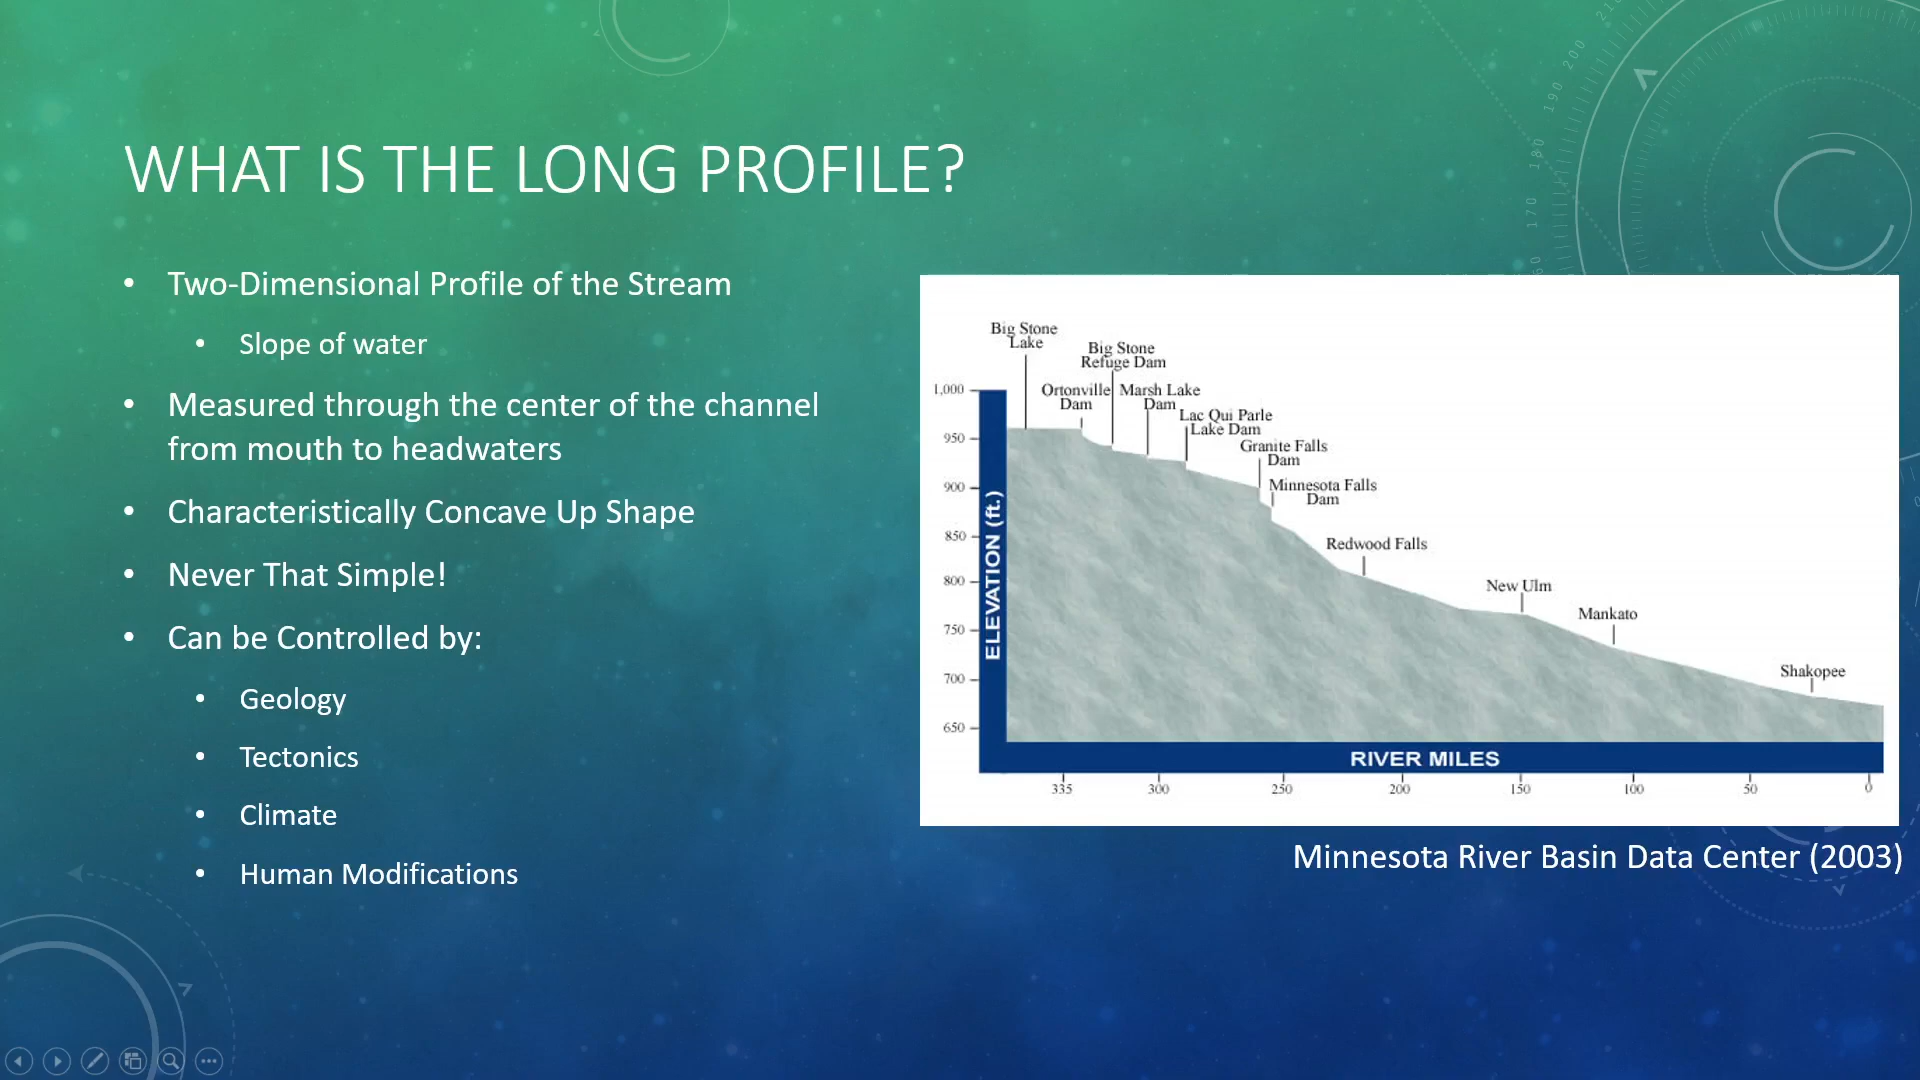 WHAT IS THE LONG PROFILE?
• Two-Dimensional Profile of the Stream
• Slope of water
• Measured through the center of the channel
from mouth to headwaters
• Characteristically Concave Up Shape
• Never That Simple!
• Can be Controlled by:
• Geology
• Tectonics
• Climate
• Human Modifications
Big Stone
Lake
Big Stone
Refuge Dam
Ortonville
Dam
Marsh Lake
Dam
Lac Qui Parle
Lake Dam
Granite Falls
Dam
Minnesota Falls
Dam
Redwood Falls
New Ulm
Mankato
Shakopee
1,000
950
900
850
800
750
700
650
ELEVATION (ft.)
RIVER MILES
335 300 250 200 150 100 50 0
Minnesota River Basin Data Center (2003)
170
180
190
200